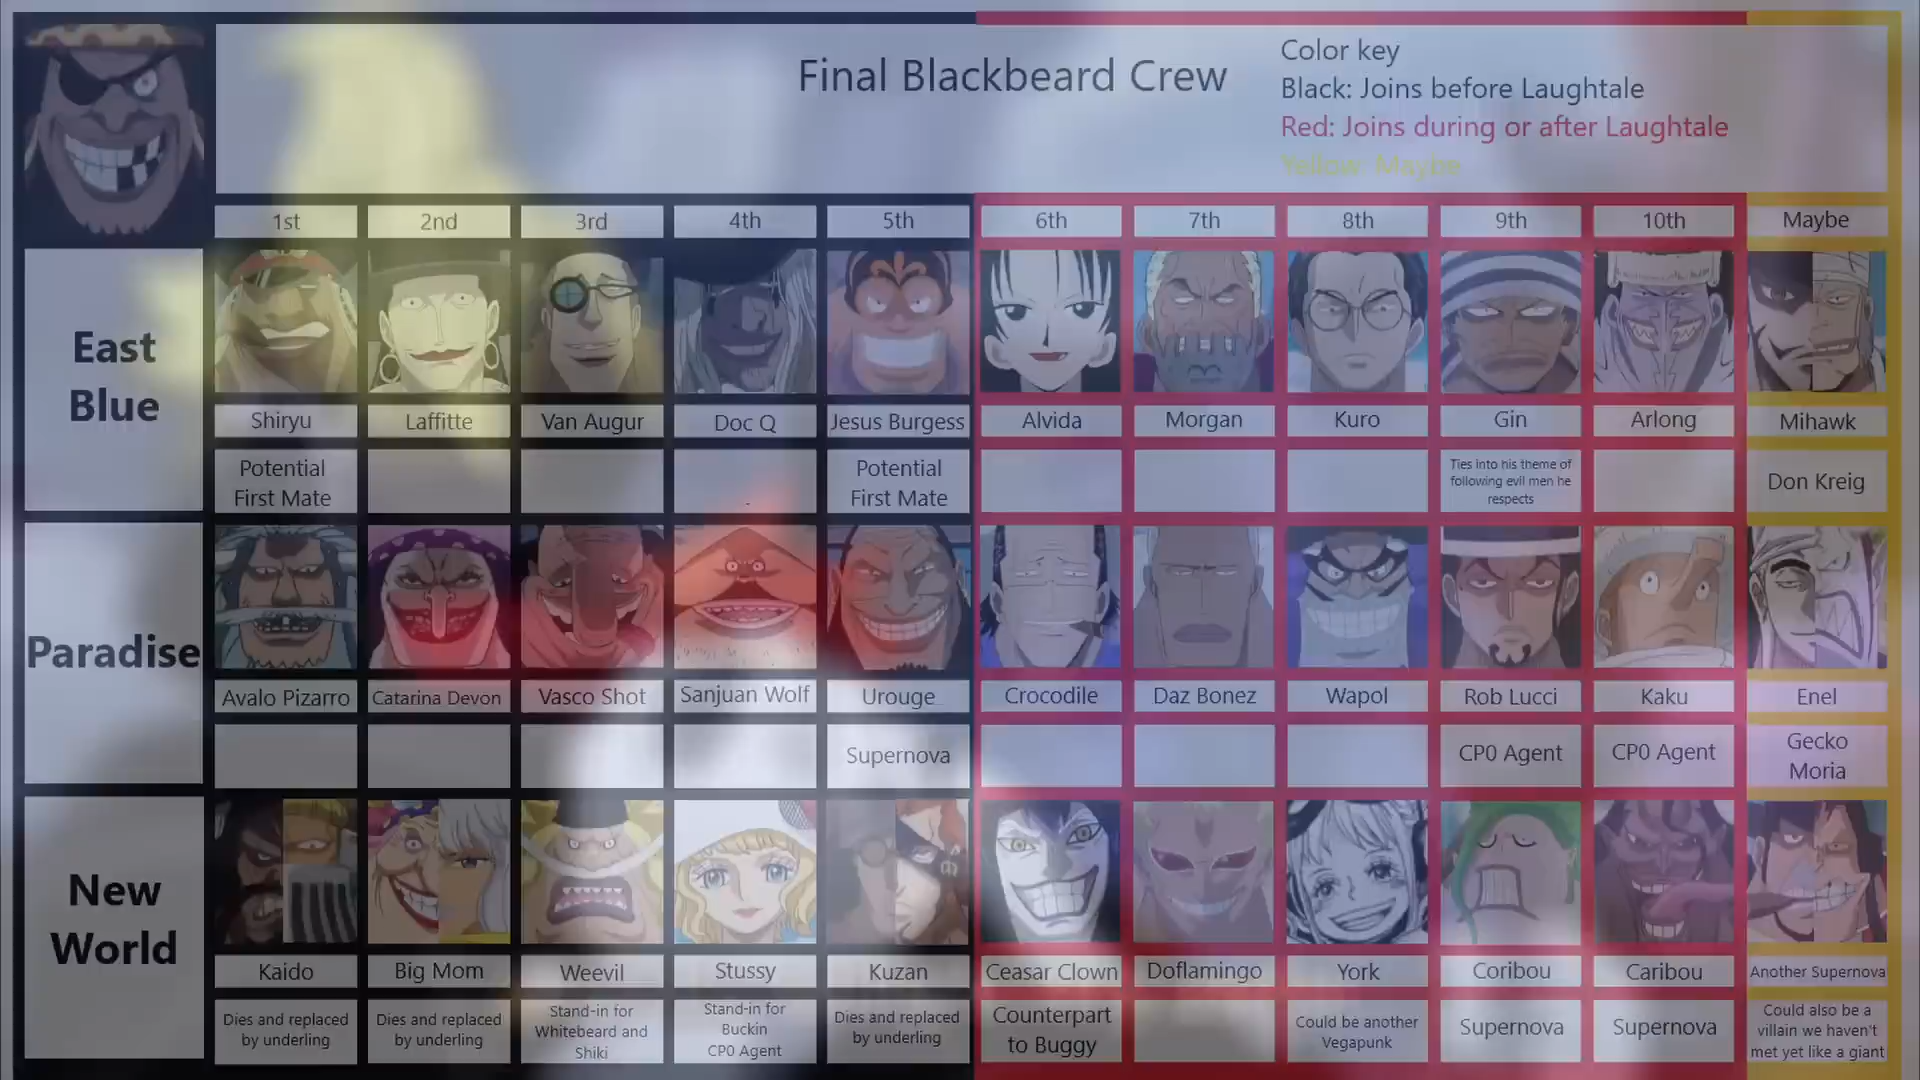 Final Blackbeard Crew
Color key
Black: Joins before Laughtale
Red: Joins during or after Laughtale
Yellow: Maybe
1st
2nd
3rd
4th
5th
6th
7th
8th
9th
10th
Maybe
East
Blue
Shiryu
Laffitte
Van Augur
Doc Q
Jesus Burgess
Alvida
Morgan
Kuro
Gin
Arlong
Mihawk
Potential
First Mate
Potential
First Mate
Ties into his theme of
following evil men he
respects
Don Kreig
Paradise
Avalo Pizarro
Catarina Devon
Vasco Shot
Sanjuan Wolf
Urouge
Crocodile
Daz Bonez
Wapol
Rob Lucci
Kaku
Enel
Supernova
CP0 Agent
CP0 Agent
Gecko
Moria
New
World
Kaido
Big Mom
Weevil
Stussy
Kuzan
Ceasar Clown
Doflamingo
York
Coribou
Caribou
Another Supernova
Dies and replaced
by underling
Dies and replaced
by underling
Stand-in for
Whitebeard and
Shiki
Stand-in for
Buckin
CP0 Agent
Dies and replaced
by underling
Counterpart
to Buggy
Could be another
Vegapunk
Supernova
Supernova
Could also be a
villain we haven't
met yet like a giant